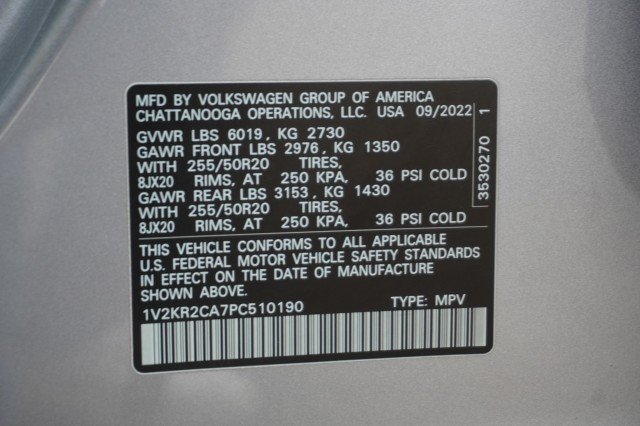 MFD BY VOLKSWAGEN GROUP OF AMERICA
CHATTANOOGA OPERATIONS, LLC. USA 09/2022
GVWR LBS 6019, KG 2730
GAWR FRONT LBS 2976, KG 1350
WITH 255/50R20 TIRES,
8JX20 RIMS, AT 250 KPA, 36 PSI COLD
GAWR REAR LBS 3153, KG 1430
WITH 255/50R20 TIRES,
8JX20 RIMS, AT 250 KPA, 36 PSI COLD
THIS VEHICLE CONFORMS TO ALL APPLICABLE
U.S. FEDERAL MOTOR VEHICLE SAFETY STANDARDS
IN EFFECT ON THE DATE OF MANUFACTURE
SHOWN ABOVE.
1V2KR2CA7PC510190 TYPE: MPV
3530270 1